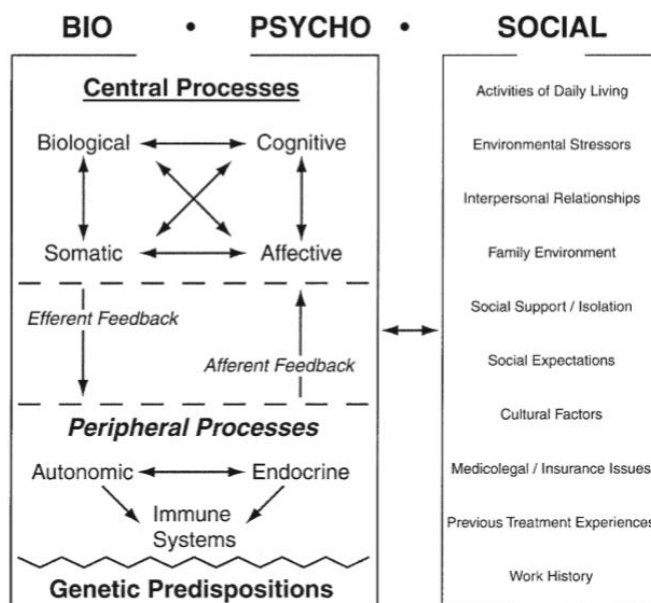 BIO • PSYCHO • SOCIAL
Central Processes
Biological Cognitive
Somatic Affective
Efferent Feedback
Afferent Feedback
Peripheral Processes
Autonomic Endocrine
Immune
Systems
Genetic Predispositions
Activities of Daily Living
Environmental Stressors
Interpersonal Relationships
Family Environment
Social Support / Isolation
Social Expectations
Cultural Factors
Medicolegal / Insurance Issues
Previous Treatment Experiences
Work History